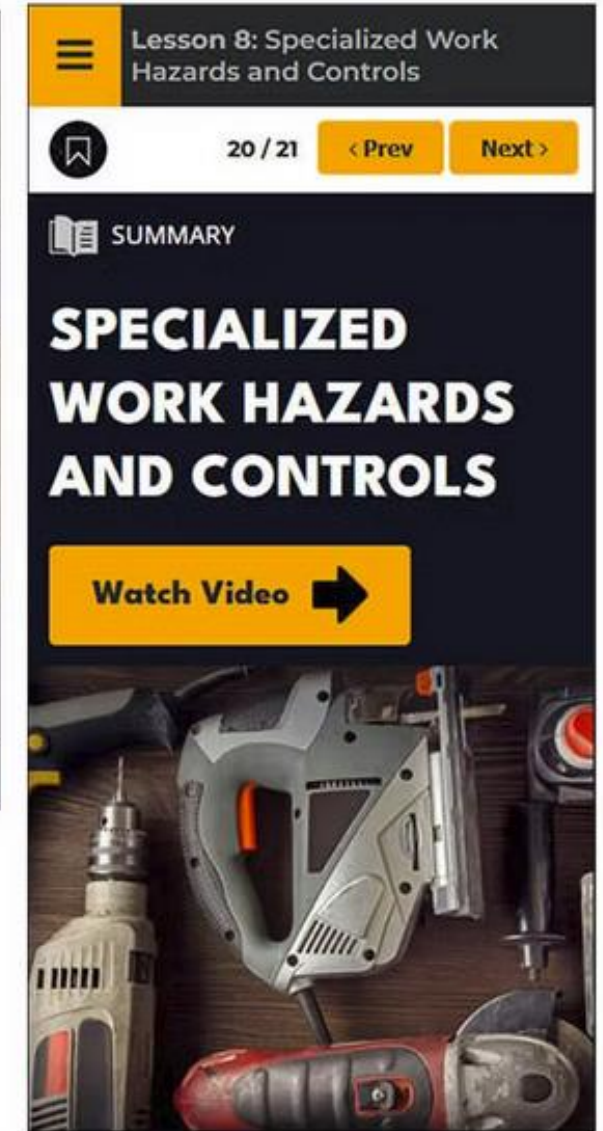 Lesson 8: Specialized Work
Hazards and Controls
20 / 21
< Prev
Next >
SUMMARY
SPECIALIZED
WORK HAZARDS
AND CONTROLS
Watch Video